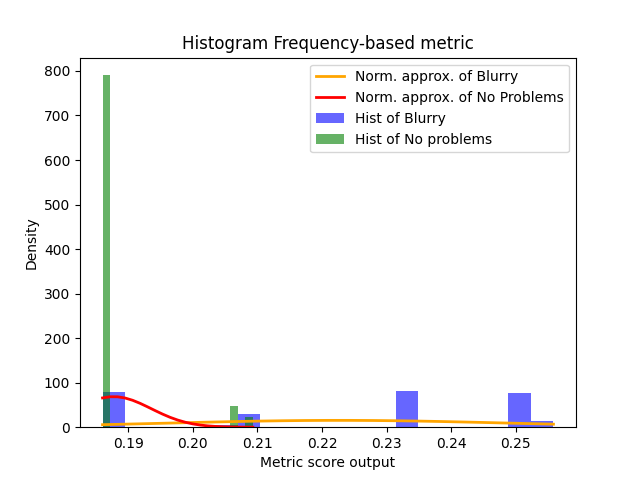 Histogram Frequency-based metric
Norm. approx. of Blurry
Norm. approx. of No Problems
Hist of Blurry
Hist of No problems
Density
800
700
600
500
400
300
200
100
0
0.19 0.20 0.21 0.22 0.23 0.24 0.25
Metric score output